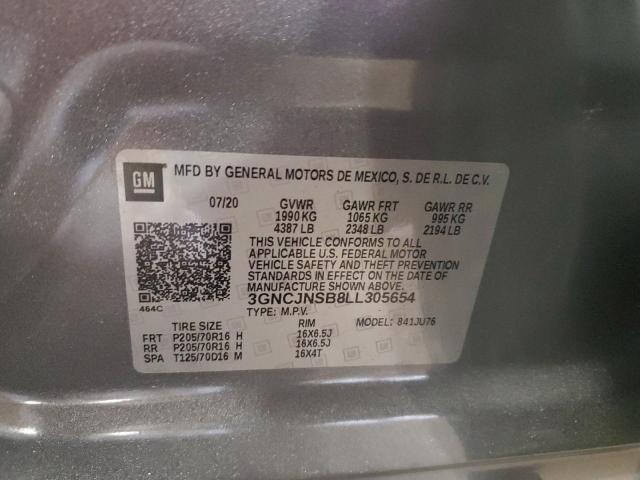 GM MFD BY GENERAL MOTORS DE MEXICO, S. DE R.L. DE C.V.
07/20 GVWR GAWR FRT GAWR RR
1990 KG 1065 KG 995 KG
4387 LB 2348 LB 2194 LB
THIS VEHICLE CONFORMS TO ALL
APPLICABLE U.S. FEDERAL MOTOR
VEHICLE SAFETY AND THEFT PREVENTION
STANDARDS IN EFFECT ON THE DATE OF
MANUFACTURE SHOWN ABOVE.
3GNCJNSB8LL305654
464C
TYPE: M.P.V. MODEL: 841JU76
TIRE SIZE RIM
FRT P205/70R16 H 16X6.5J
RR P205/70R16 H 16X6.5J
SPA T125/70D16 M 16X4T